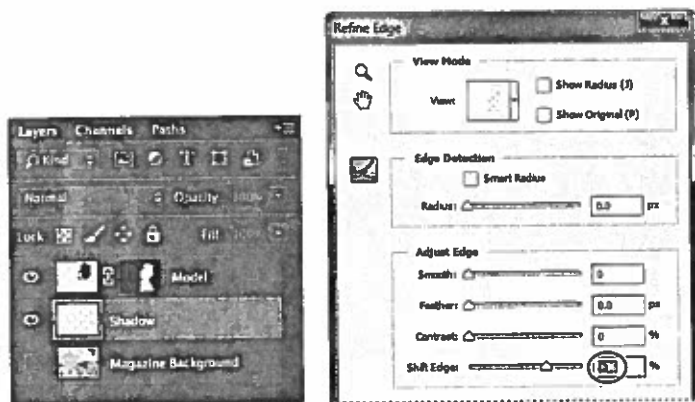 Layers Channels Paths
Kind
Normal Opacity: 100%
Lock: Fill: 100%
Model
Shadow
Magazine Background
Refine Edge
View Mode
View:
Show Radius (J)
Show Original (P)
Edge Detection
Smart Radius
Radius: 0.0 px
Adjust Edge
Smooth: 0
Feather: 0.0 px
Contrast: 0 %
Shift Edge: %